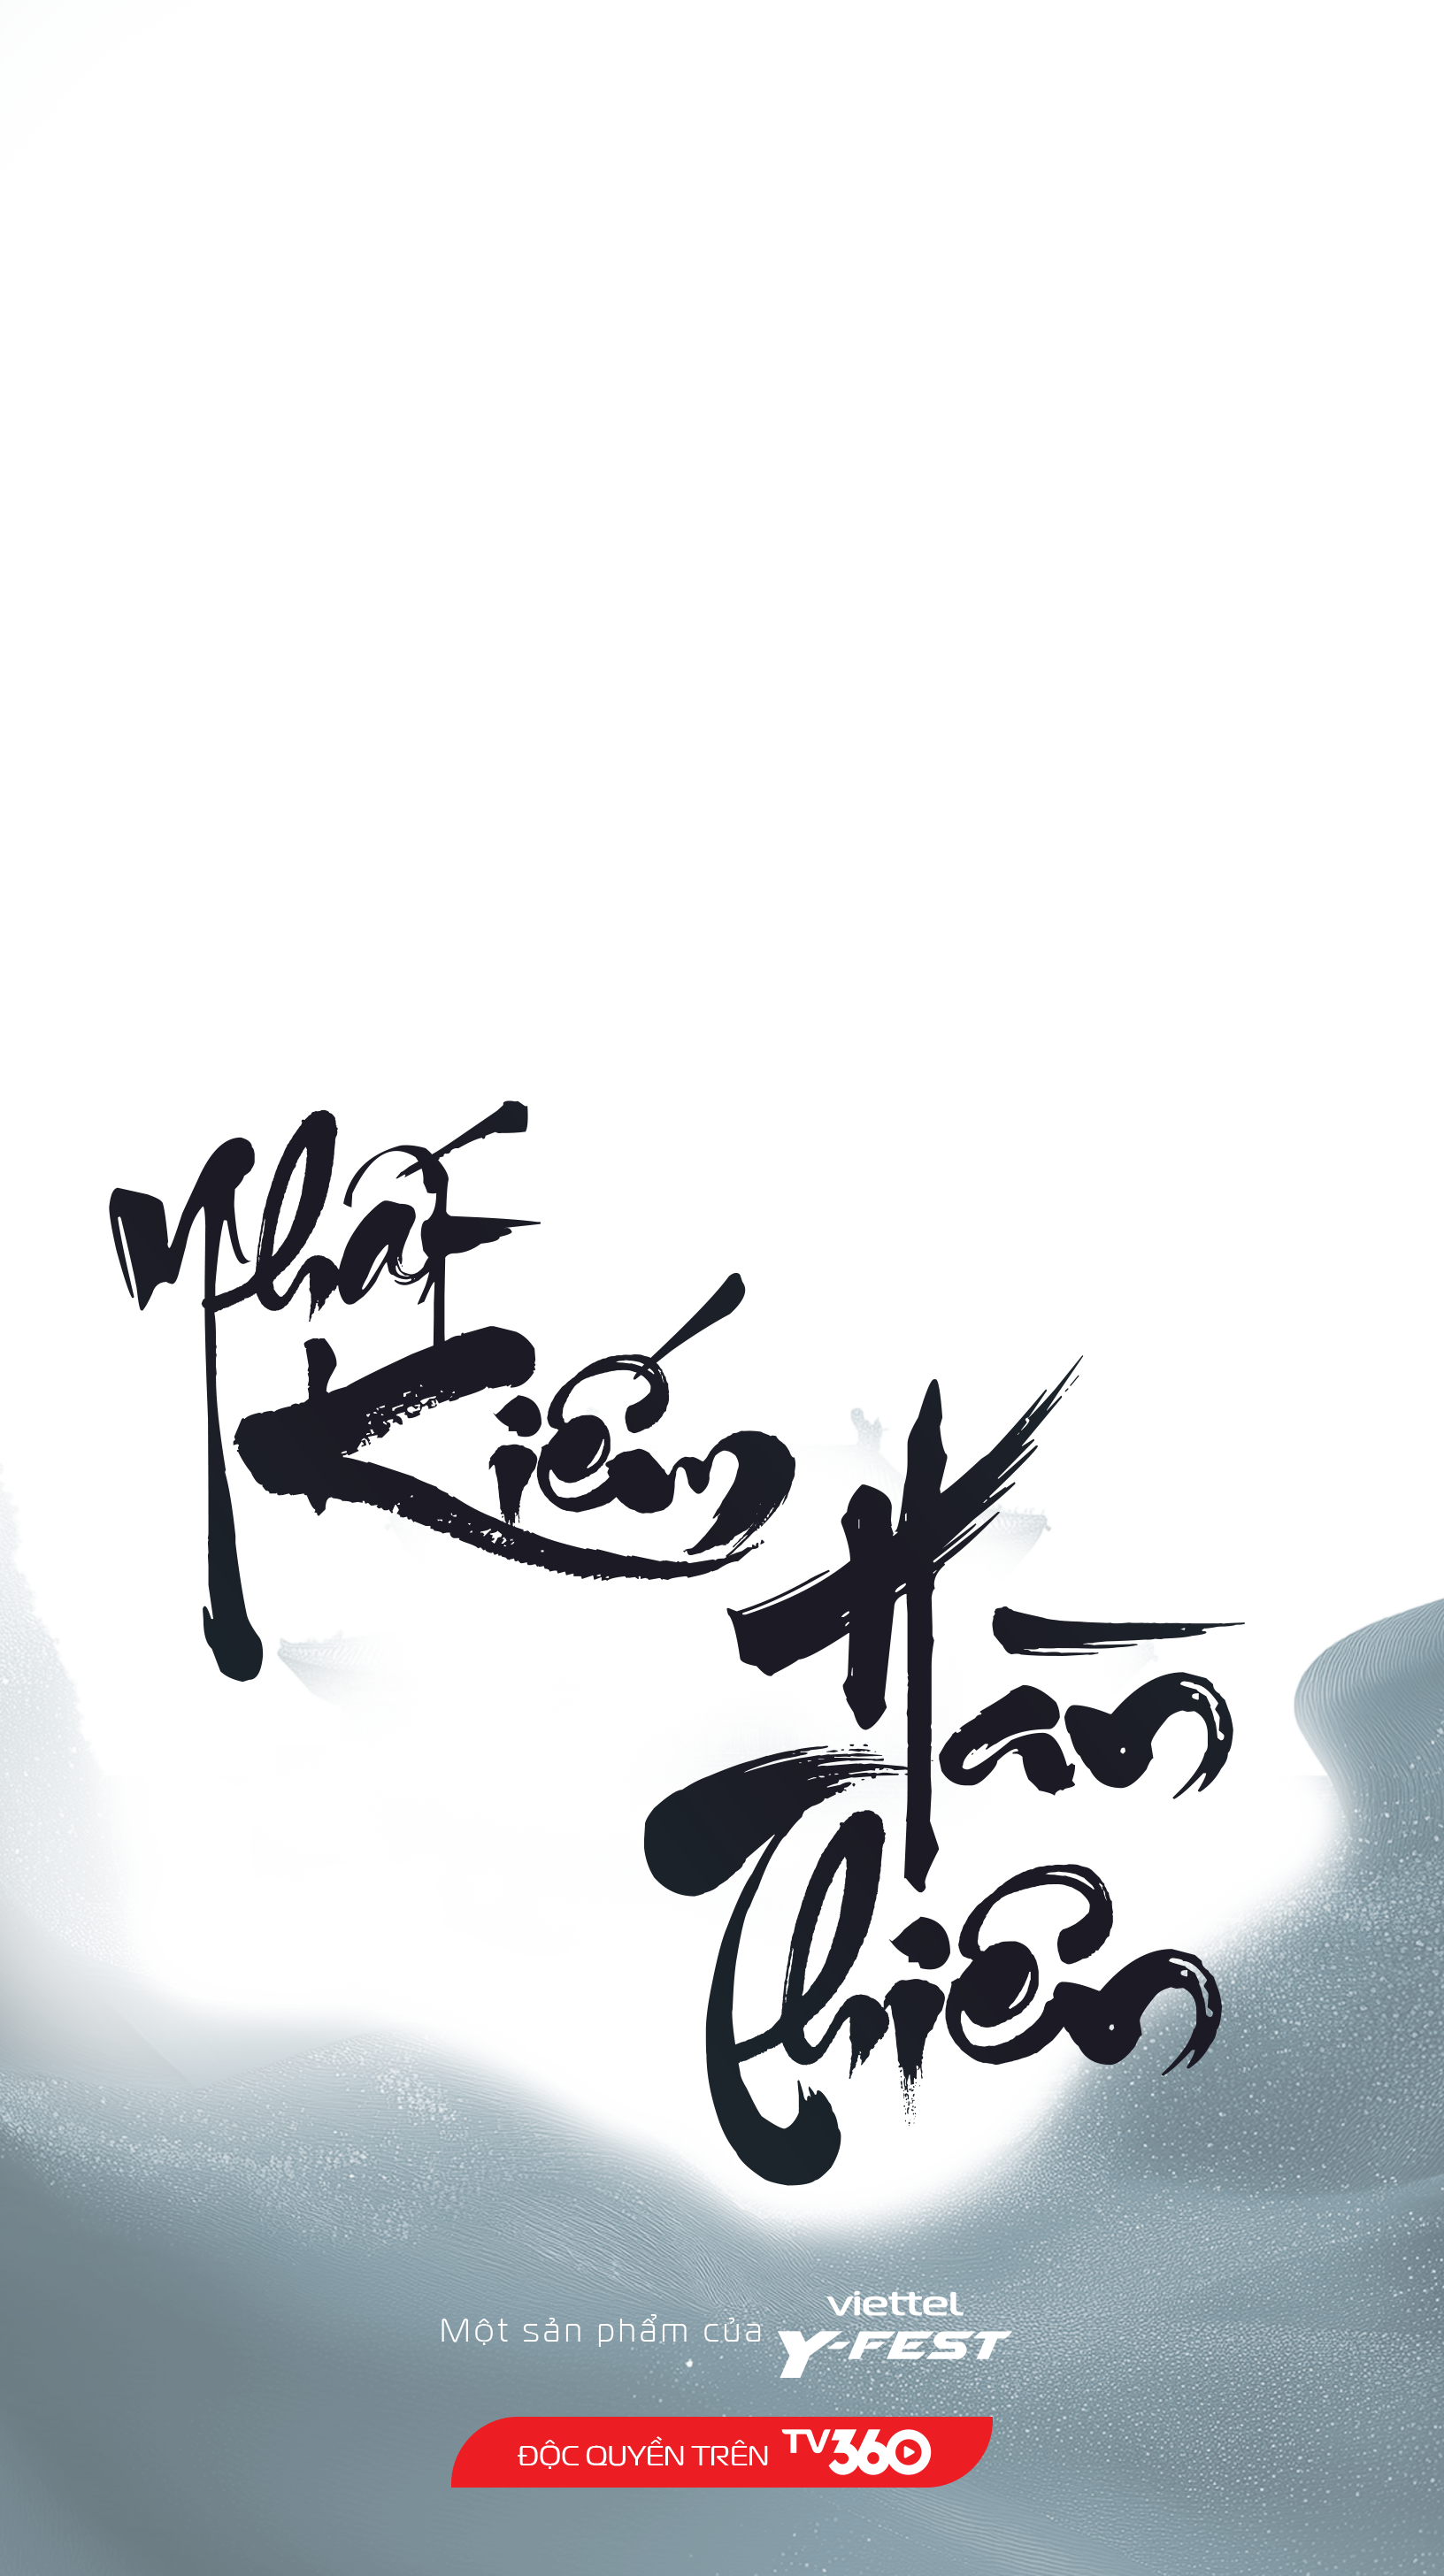 Nhất
Kiếm
Hàn
Thiên
Một sản phẩm của viettel
Y-FEST
ĐỘC QUYỀN TRÊN TV360